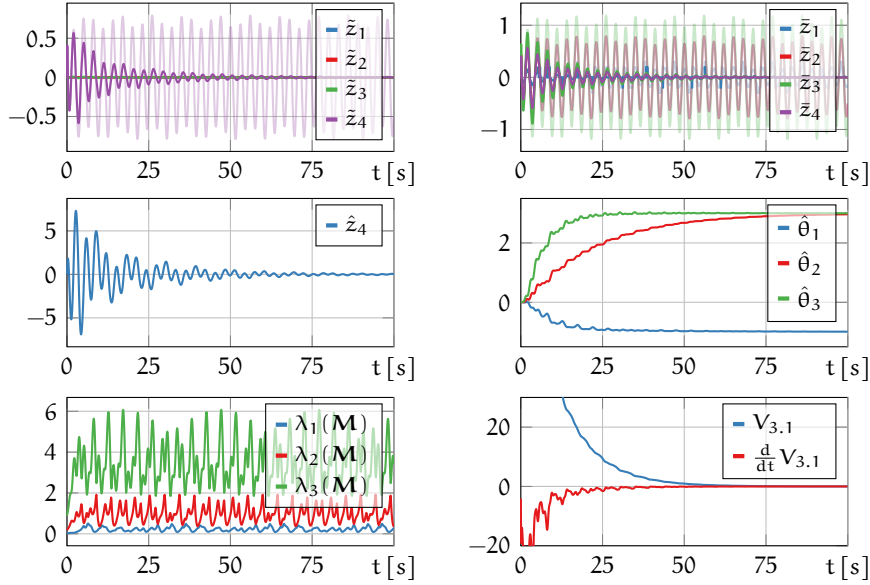 0.5
0
−0.5
z̃₁
z̃₂
z̃₃
z̃₄
0 25 50 75
t [s]
1
0
−1
z̄₁
z̄₂
z̄₃
z̄₄
0 25 50 75
t [s]
5
0
−5
ẑ₄
0 25 50 75
t [s]
2
0
θ̂₁
θ̂₂
θ̂₃
0 25 50 75
t [s]
6
4
2
0
λ₁(M)
λ₂(M)
λ₃(M)
0 25 50 75
t [s]
20
0
−20
V₃.₁
d/dt V₃.₁
0 25 50 75
t [s]